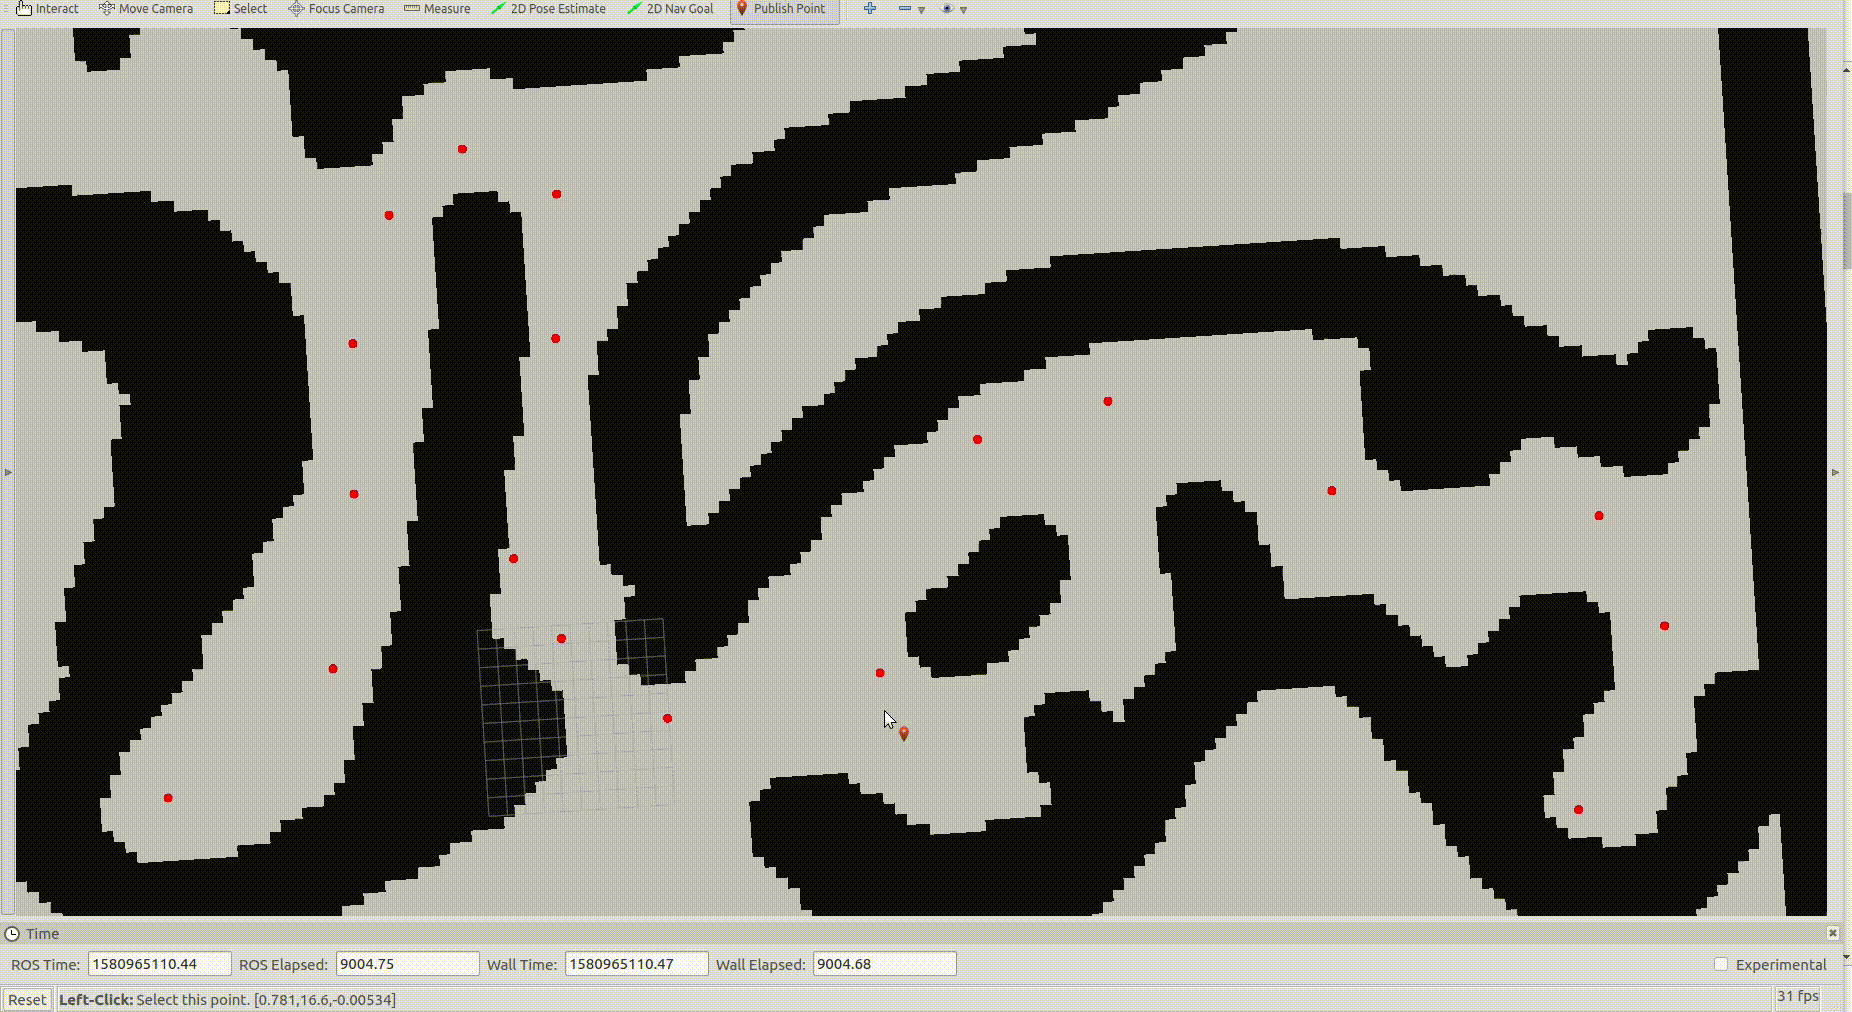 Interact Move Camera Select Focus Camera Measure 2D Pose Estimate 2D Nav Goal Publish Point
Time
ROS Time: 1580965110.44 ROS Elapsed: 9004.75 Wall Time: 1580965110.47 Wall Elapsed: 9004.68 Experimental
Reset Left-Click: Select this point. [0.781,16.6,-0.00534] 31 fps